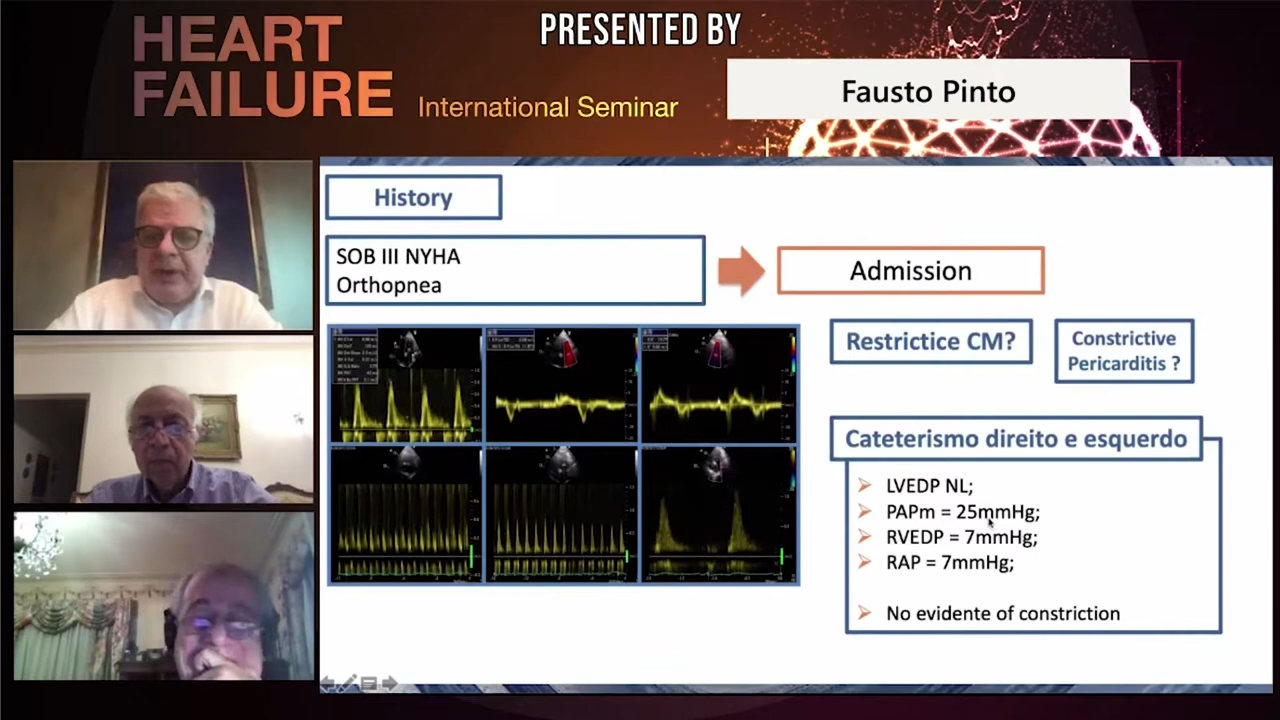 HEART
FAILURE
International Seminar
PRESENTED BY
Fausto Pinto
History
SOB III NYHA
Orthopnea
Admission
Restrictice CM?
Constrictive
Pericarditis ?
Cateterismo direito e esquerdo
LVEDP NL;
PAPm = 25mmHg;
RVEDP = 7mmHg;
RAP = 7mmHg;
No evidente of constriction